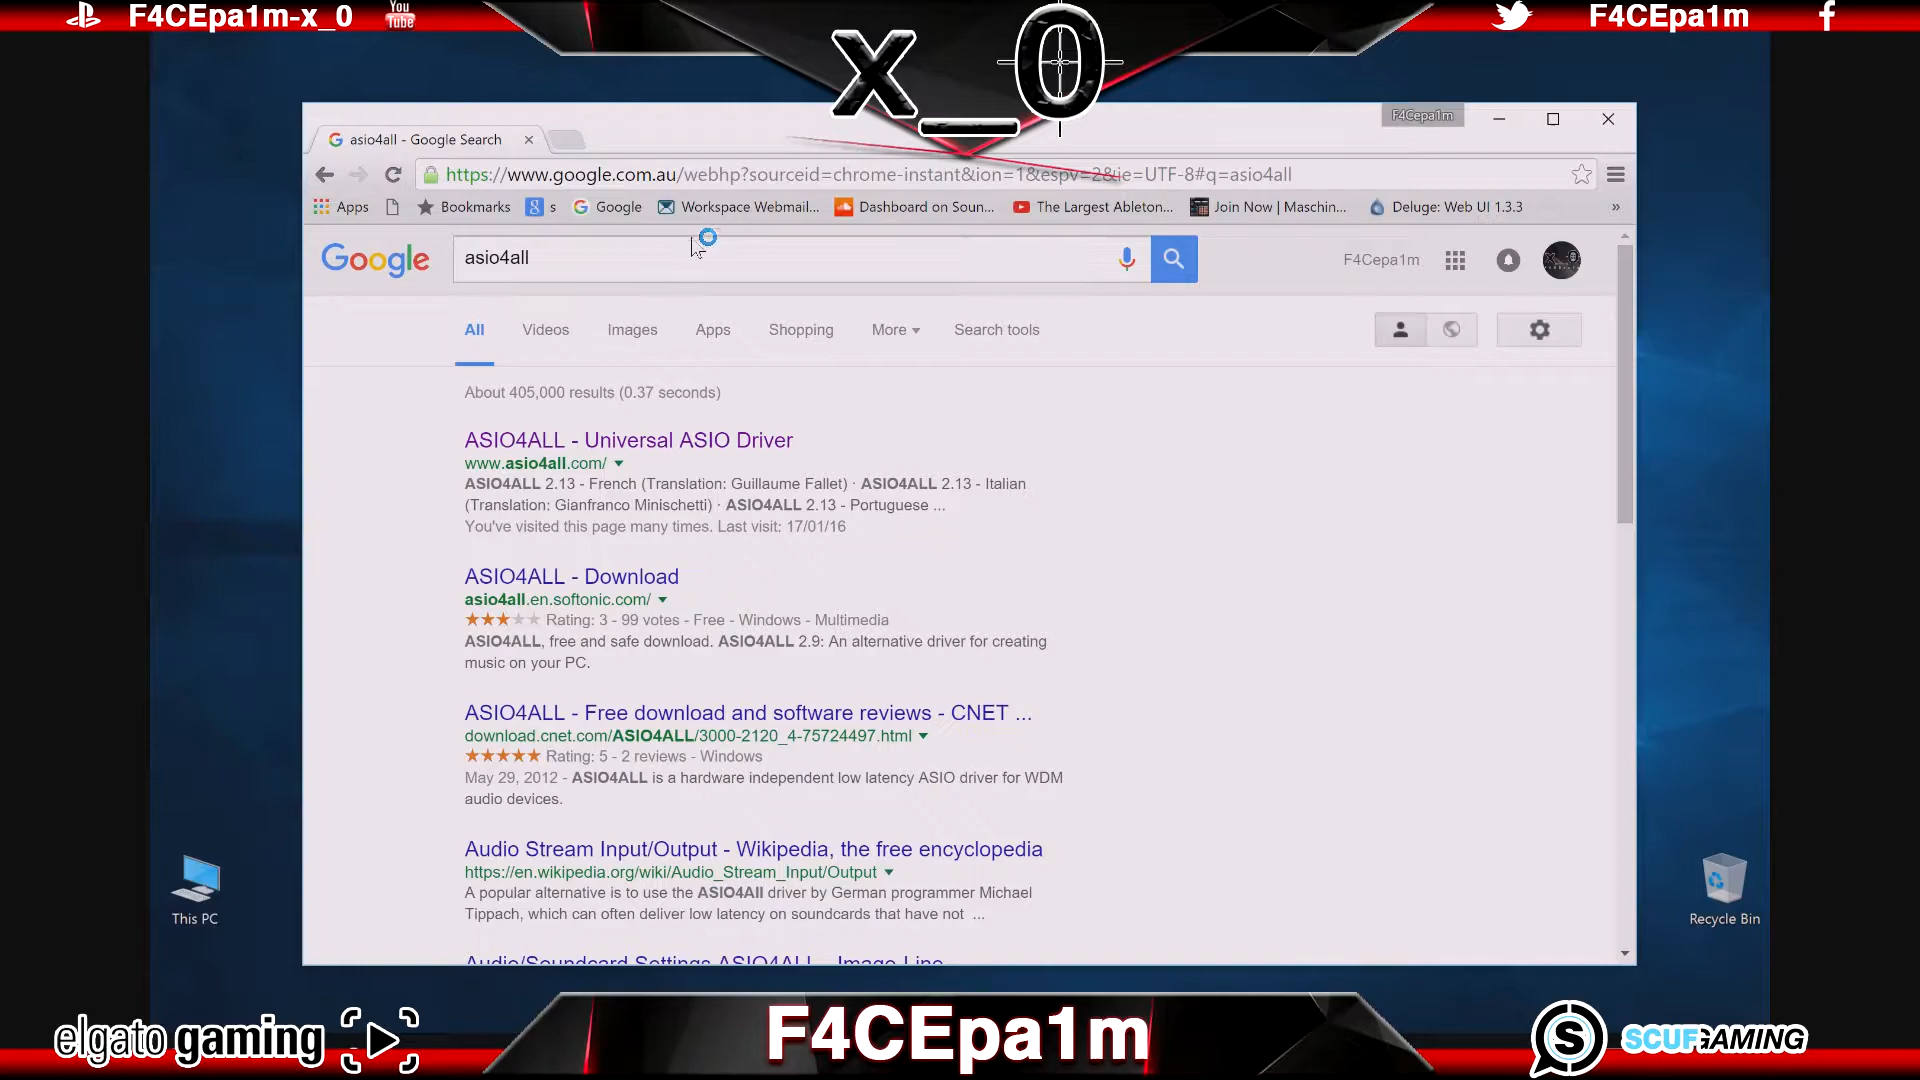 F4CEpa1m-x_0
You
Tube
x_0
F4CEpa1m
F4Cepa1m
asio4all - Google Search
https://www.google.com.au/webhp?sourceid=chrome-instant&ion=1&espv=2&ie=UTF-8#q=asio4all
Apps
Bookmarks
s
Google
Workspace Webmail...
Dashboard on Soun...
The Largest Ableton...
Join Now | Maschin...
Deluge: Web UI 1.3.3
»
Google
asio4all
F4Cepa1m
All Videos Images Apps Shopping More Search tools
About 405,000 results (0.37 seconds)
ASIO4ALL - Universal ASIO Driver
www.asio4all.com/
ASIO4ALL 2.13 - French (Translation: Guillaume Fallet) · ASIO4ALL 2.13 - Italian
(Translation: Gianfranco Minischetti) · ASIO4ALL 2.13 - Portuguese ...
You've visited this page many times. Last visit: 17/01/16
ASIO4ALL - Download
asio4all.en.softonic.com/
Rating: 3 - 99 votes - Free - Windows - Multimedia
ASIO4ALL, free and safe download. ASIO4ALL 2.9: An alternative driver for creating
music on your PC.
ASIO4ALL - Free download and software reviews - CNET ...
download.cnet.com/ASIO4ALL/3000-2120_4-75724497.html
Rating: 5 - 2 reviews - Windows
May 29, 2012 - ASIO4ALL is a hardware independent low latency ASIO driver for WDM
audio devices.
Audio Stream Input/Output - Wikipedia, the free encyclopedia
https://en.wikipedia.org/wiki/Audio_Stream_Input/Output
A popular alternative is to use the ASIO4All driver by German programmer Michael
Tippach, which can often deliver low latency on soundcards that have not ...
Audio/Soundcard Settings ASIO4ALL - Image Line
This PC
Recycle Bin
elgato gaming
F4CEpa1m
S
SCUFGAMING